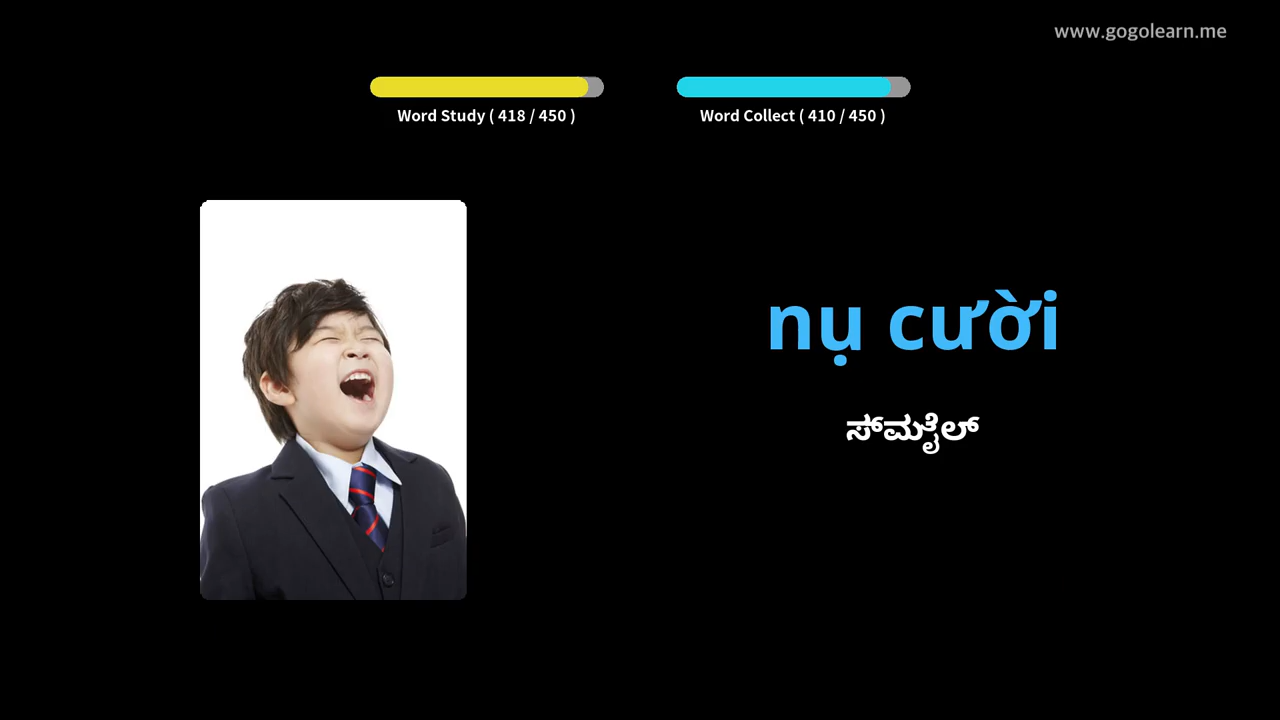 www.gogolearn.me
Word Study ( 418 / 450 )
Word Collect ( 410 / 450 )
nụ cười
ಸ್‌ಮೈಲ್